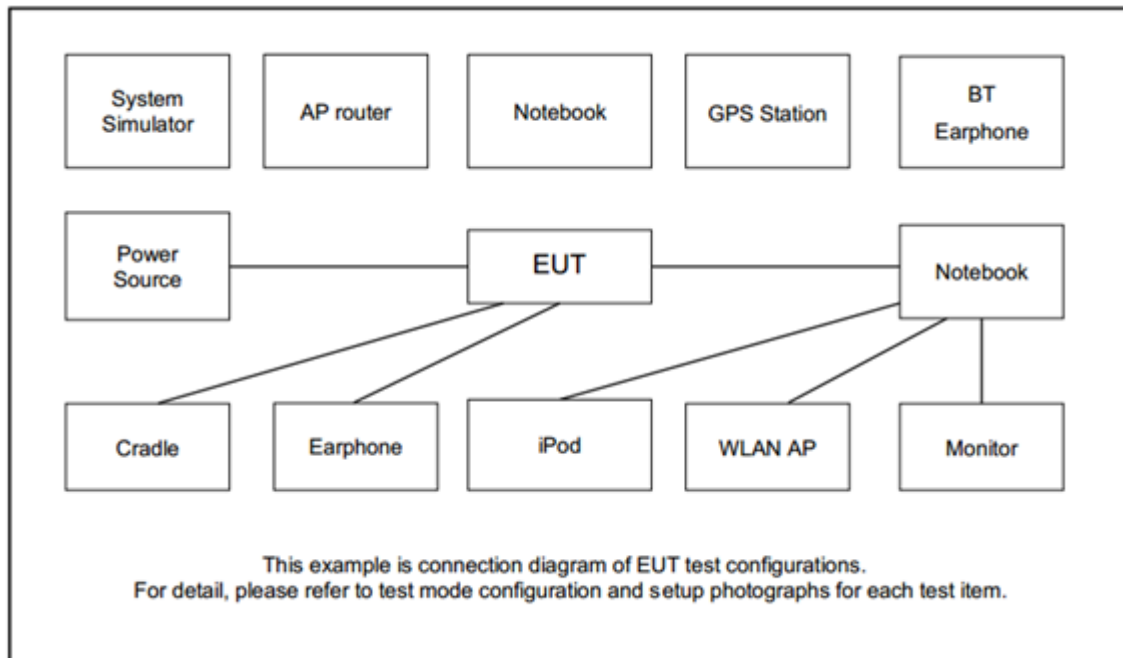 System
Simulator
AP router
Notebook
GPS Station
BT
Earphone
Power
Source
EUT
Notebook
Cradle
Earphone
iPod
WLAN AP
Monitor
This example is connection diagram of EUT test configurations.
For detail, please refer to test mode configuration and setup photographs for each test item.